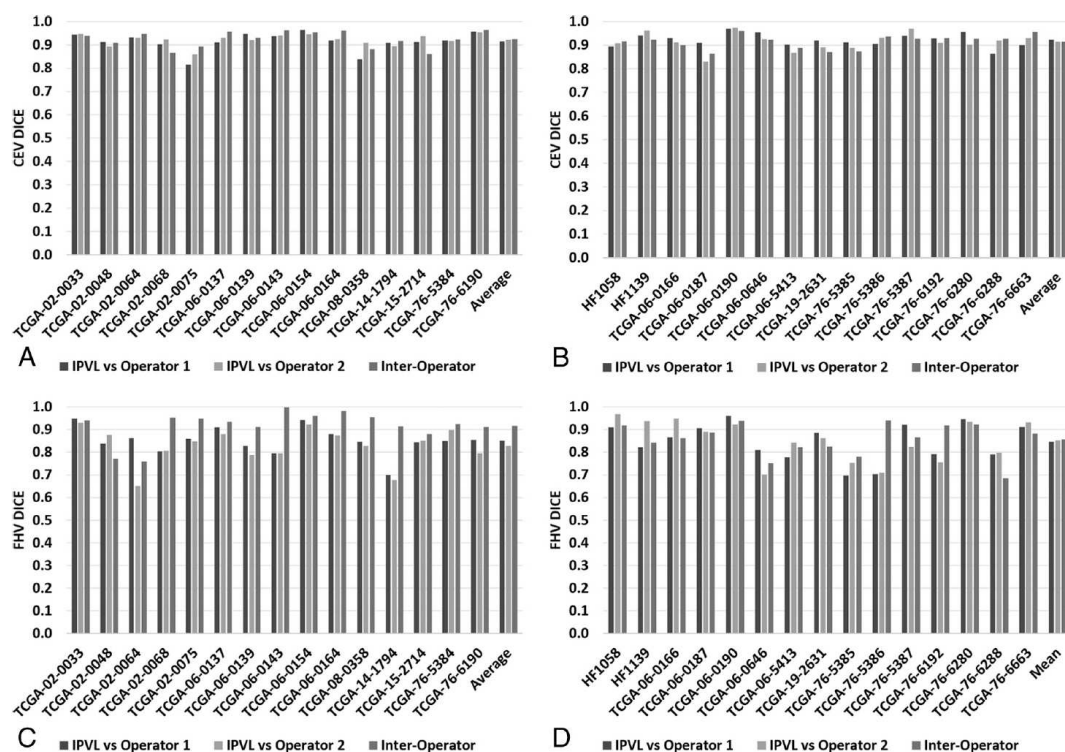 1.0
0.9
0.8
0.7
0.6
0.5
0.4
0.3
0.2
0.1
0.0
CEV DICE
TCGA-02-0033
TCGA-02-0048
TCGA-02-0064
TCGA-02-0068
TCGA-02-0075
TCGA-06-0137
TCGA-06-0139
TCGA-06-0143
TCGA-06-0154
TCGA-06-0164
TCGA-08-0358
TCGA-14-1794
TCGA-15-2714
TCGA-76-5384
TCGA-76-6190
Average
A
IPVL vs Operator 1 IPVL vs Operator 2 Inter-Operator
1.0
0.9
0.8
0.7
0.6
0.5
0.4
0.3
0.2
0.1
0.0
CEV DICE
HF1058
HF1139
TCGA-06-0166
TCGA-06-0187
TCGA-06-0190
TCGA-06-0646
TCGA-06-5413
TCGA-19-2631
TCGA-76-5385
TCGA-76-5386
TCGA-76-5387
TCGA-76-6192
TCGA-76-6280
TCGA-76-6288
TCGA-76-6663
Average
B
IPVL vs Operator 1 IPVL vs Operator 2 Inter-Operator
1.0
0.9
0.8
0.7
0.6
0.5
0.4
0.3
0.2
0.1
0.0
FHV DICE
TCGA-02-0033
TCGA-02-0048
TCGA-02-0064
TCGA-02-0068
TCGA-02-0075
TCGA-06-0137
TCGA-06-0139
TCGA-06-0143
TCGA-06-0154
TCGA-06-0164
TCGA-08-0358
TCGA-14-1794
TCGA-15-2714
TCGA-76-5384
TCGA-76-6190
Average
C
IPVL vs Operator 1 IPVL vs Operator 2 Inter-Operator
1.0
0.9
0.8
0.7
0.6
0.5
0.4
0.3
0.2
0.1
0.0
FHV DICE
HF1058
HF1139
TCGA-06-0166
TCGA-06-0187
TCGA-06-0190
TCGA-06-0646
TCGA-06-5413
TCGA-19-2631
TCGA-76-5385
TCGA-76-5386
TCGA-76-5387
TCGA-76-6192
TCGA-76-6280
TCGA-76-6288
TCGA-76-6663
Mean
D
IPVL vs Operator 1 IPVL vs Operator 2 Inter-Operator